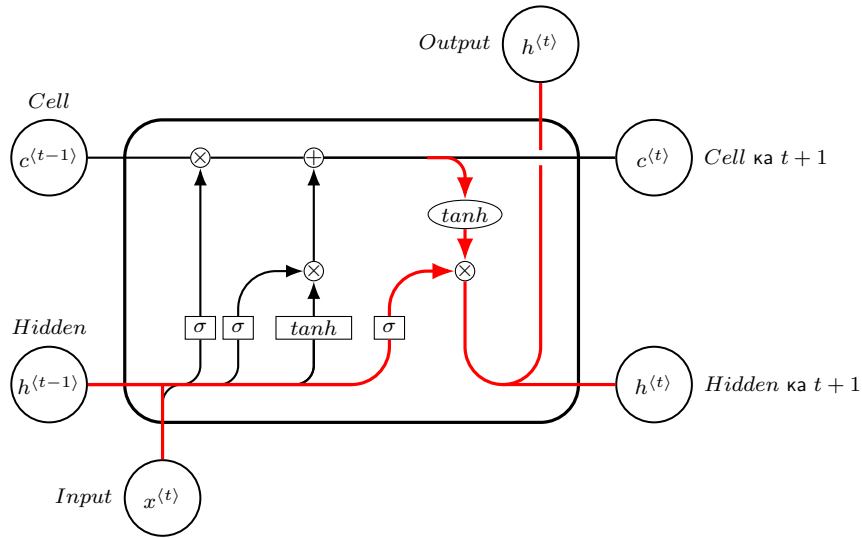 Output h⟨t⟩
Cell
c⟨t−1⟩
× +
c⟨t⟩ Cell ка t + 1
tanh
× ×
σ σ tanh σ
Hidden
h⟨t−1⟩
h⟨t⟩ Hidden ка t + 1
Input x⟨t⟩